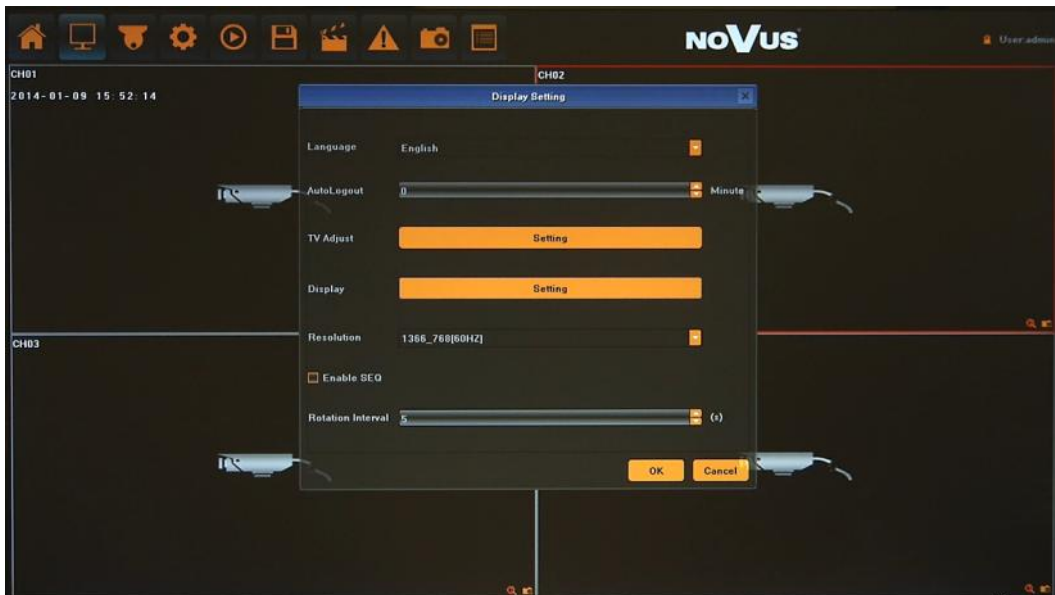 NOVUS
User:admin
CH01
CH02
2014-01-09 15:52:14
Display Setting
Language English
AutoLogout 0 Minute
TV Adjust Setting
Display Setting
Resolution 1366_768[60HZ]
Enable SEQ
Rotation Interval 5 (s)
OK Cancel
CH03